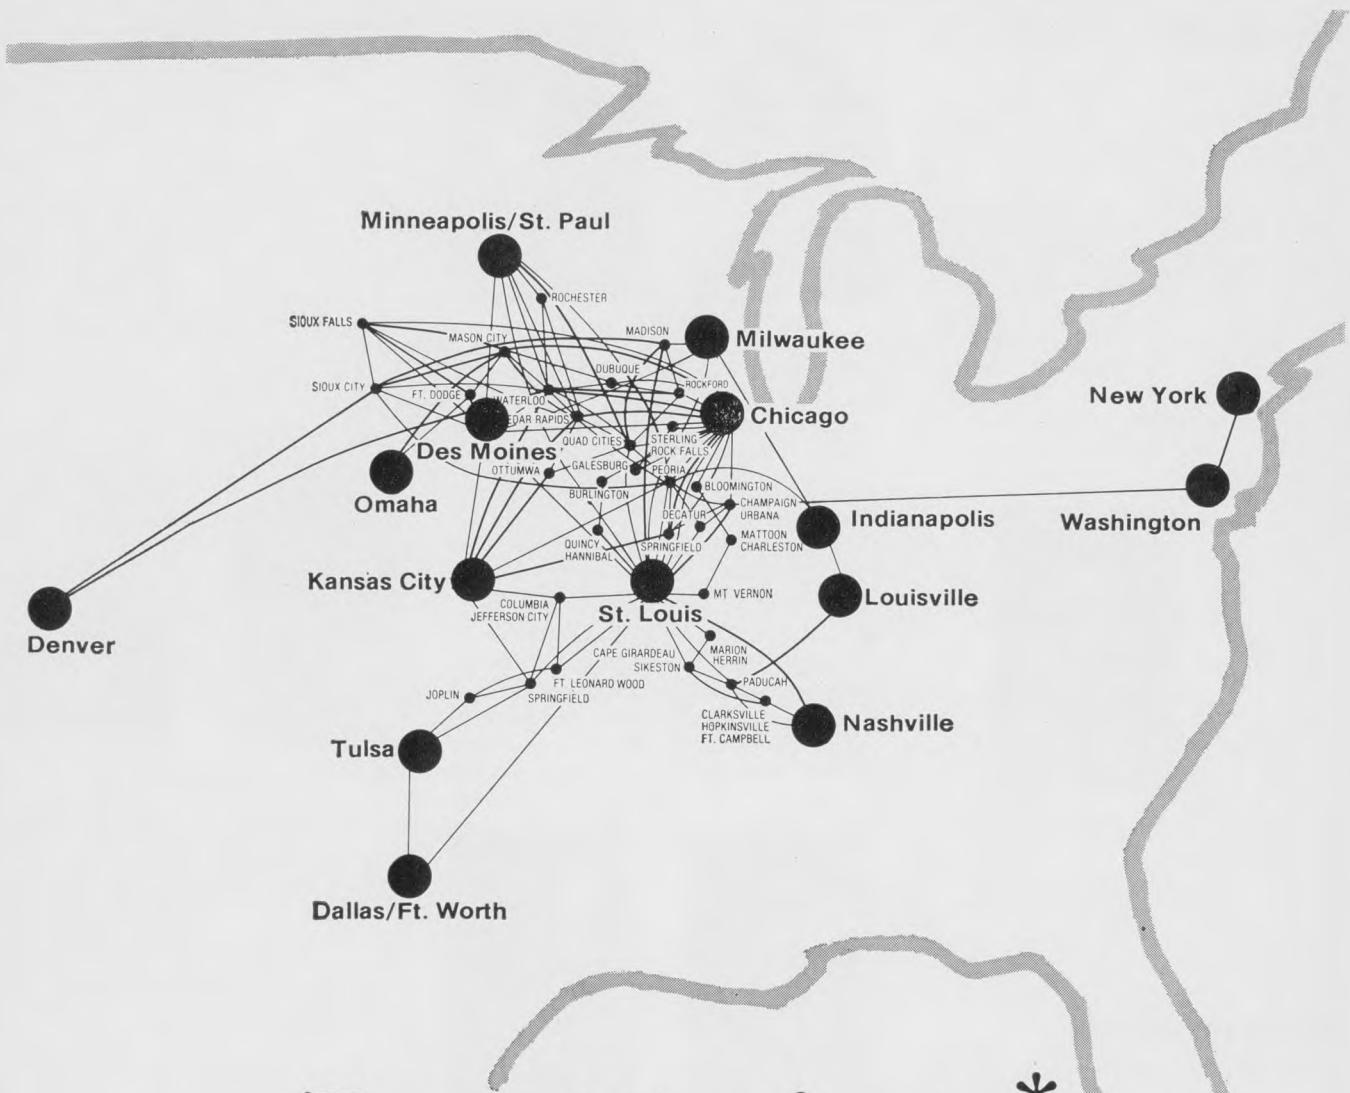 Minneapolis/St. Paul
ROCHESTER
SIOUX FALLS
MADISON
MASON CITY
Milwaukee
DUBUQUE
SIOUX CITY
FT. DODGE
WATERLOO
ROCKFORD
New York
Chicago
EDAR RAPIDS
QUAD CITIES
STERLING
ROCK FALLS
Des Moines
OTTUMWA
GALESBURG
PEORIA
BURLINGTON
BLOOMINGTON
Omaha
CHAMPAIGN
URBANA
DECATUR
Indianapolis
Washington
QUINCY
HANNIBAL
SPRINGFIELD
MATTOON
CHARLESTON
Kansas City
COLUMBIA
JEFFERSON CITY
St. Louis
MT VERNON
Louisville
Denver
CAPE GIRARDEAU
SIKESTON
MARION
HERRIN
JOPLIN
FT. LEONARD WOOD
SPRINGFIELD
PADUCAH
CLARKSVILLE
HOPKINSVILLE
FT. CAMPBELL
Nashville
Tulsa
Dallas/Ft. Worth
*